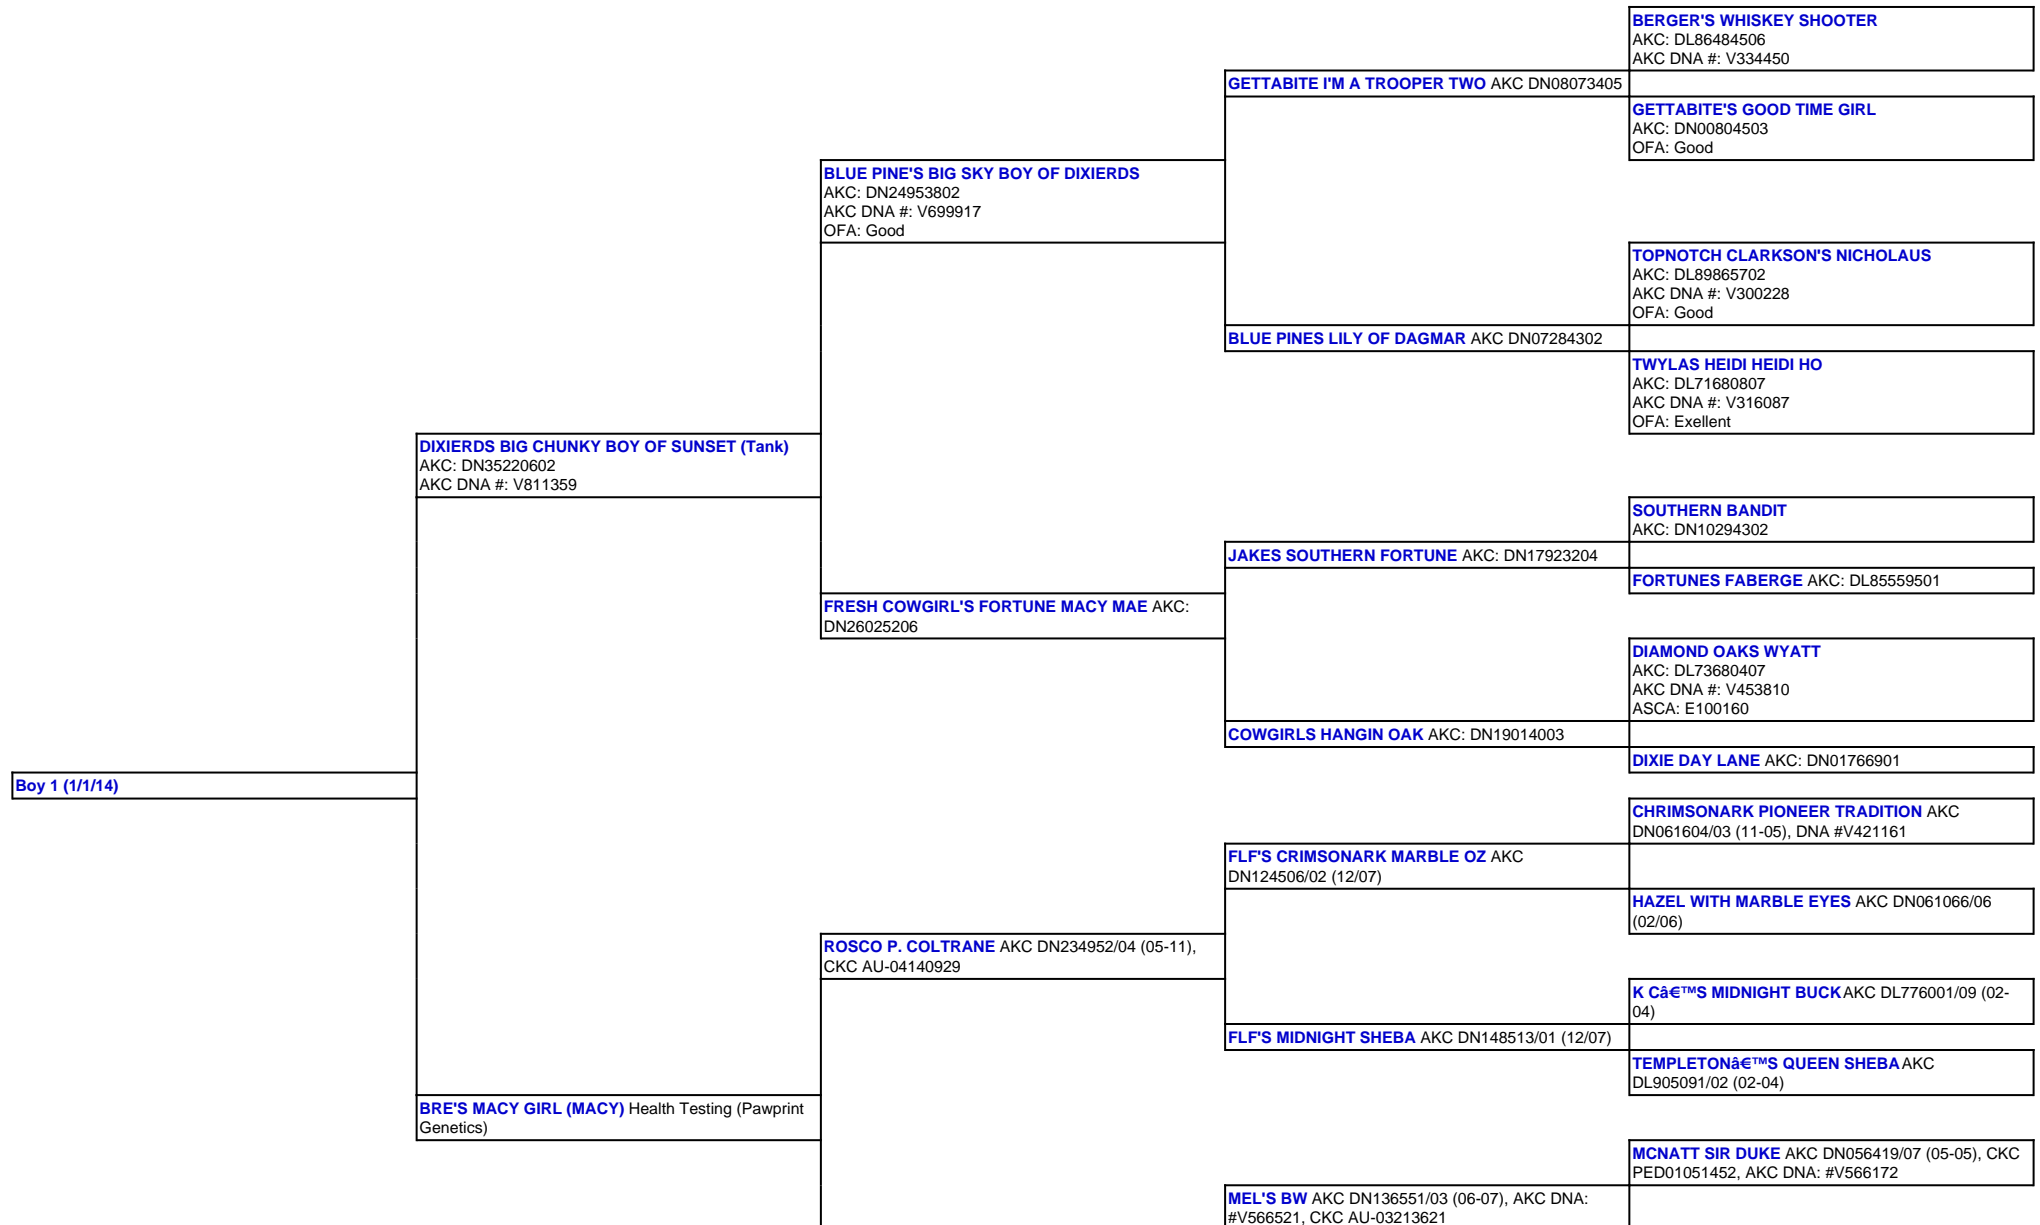 BERGER'S WHISKEY SHOOTER
AKC: DL86484506
AKC DNA #: V334450
GETTABITE I'M A TROOPER TWO AKC DN08073405
GETTABITE'S GOOD TIME GIRL
AKC: DN00804503
OFA: Good
BLUE PINE'S BIG SKY BOY OF DIXIERDS
AKC: DN24953802
AKC DNA #: V699917
OFA: Good
TOPNOTCH CLARKSON'S NICHOLAUS
AKC: DL89865702
AKC DNA #: V300228
OFA: Good
BLUE PINES LILY OF DAGMAR AKC DN07284302
TWYLAS HEIDI HEIDI HO
AKC: DL71680807
AKC DNA #: V316087
OFA: Exellent
DIXIERDS BIG CHUNKY BOY OF SUNSET (Tank)
AKC: DN35220602
AKC DNA #: V811359
SOUTHERN BANDIT
AKC: DN10294302
JAKES SOUTHERN FORTUNE AKC: DN17923204
FORTUNES FABERGE AKC: DL85559501
FRESH COWGIRL'S FORTUNE MACY MAE AKC:
DN26025206
DIAMOND OAKS WYATT
AKC: DL73680407
AKC DNA #: V453810
ASCA: E100160
COWGIRLS HANGIN OAK AKC: DN19014003
DIXIE DAY LANE AKC: DN01766901
Boy 1 (1/1/14)
CHRIMSONARK PIONEER TRADITION AKC
DN061604/03 (11-05), DNA #V421161
FLF'S CRIMSONARK MARBLE OZ AKC
DN124506/02 (12/07)
HAZEL WITH MARBLE EYES AKC DN061066/06
(02/06)
ROSCO P. COLTRANE AKC DN234952/04 (05-11),
CKC AU-04140929
K Câ€™S MIDNIGHT BUCK AKC DL776001/09 (02-
04)
FLF'S MIDNIGHT SHEBA AKC DN148513/01 (12/07)
TEMPLETONâ€™S QUEEN SHEBA AKC
DL905091/02 (02-04)
BRE'S MACY GIRL (MACY) Health Testing (Pawprint
Genetics)
MCNATT SIR DUKE AKC DN056419/07 (05-05), CKC
PED01051452, AKC DNA: #V566172
MEL'S BW AKC DN136551/03 (06-07), AKC DNA:
#V566521, CKC AU-03213621